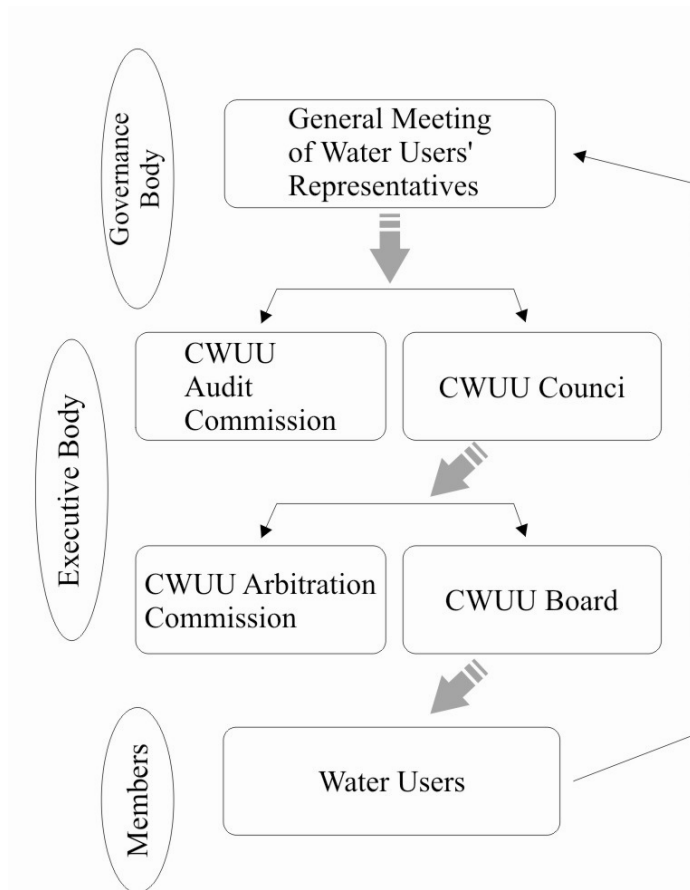 Governance
Body
General Meeting
of Water Users'
Representatives
CWUU
Audit
Commission
CWUU Counci
Executive Body
CWUU Arbitration
Commission
CWUU Board
Members
Water Users